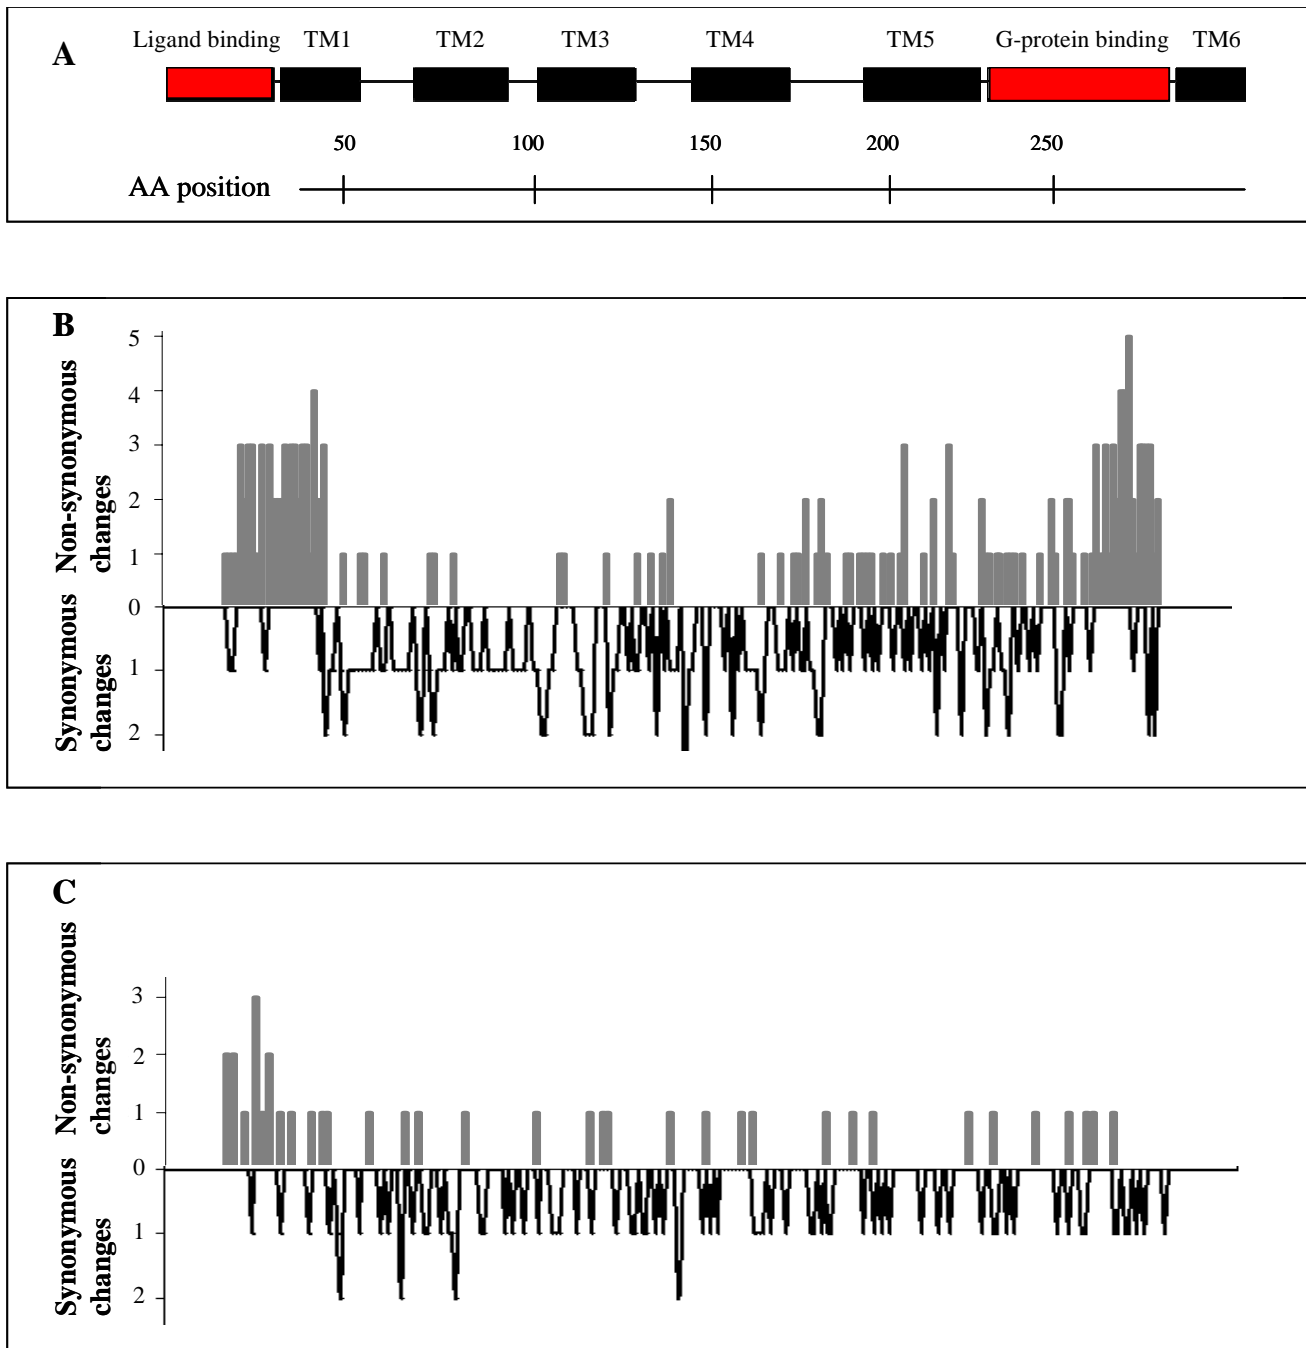 A
Ligand binding TM1 TM2 TM3 TM4 TM5 G-protein binding TM6
50 100 150 200 250
AA position
B
Non-synonymous
changes
5
4
3
2
1
0
Synonymous
changes
1
2
C
Non-synonymous
changes
3
2
1
0
Synonymous
changes
1
2